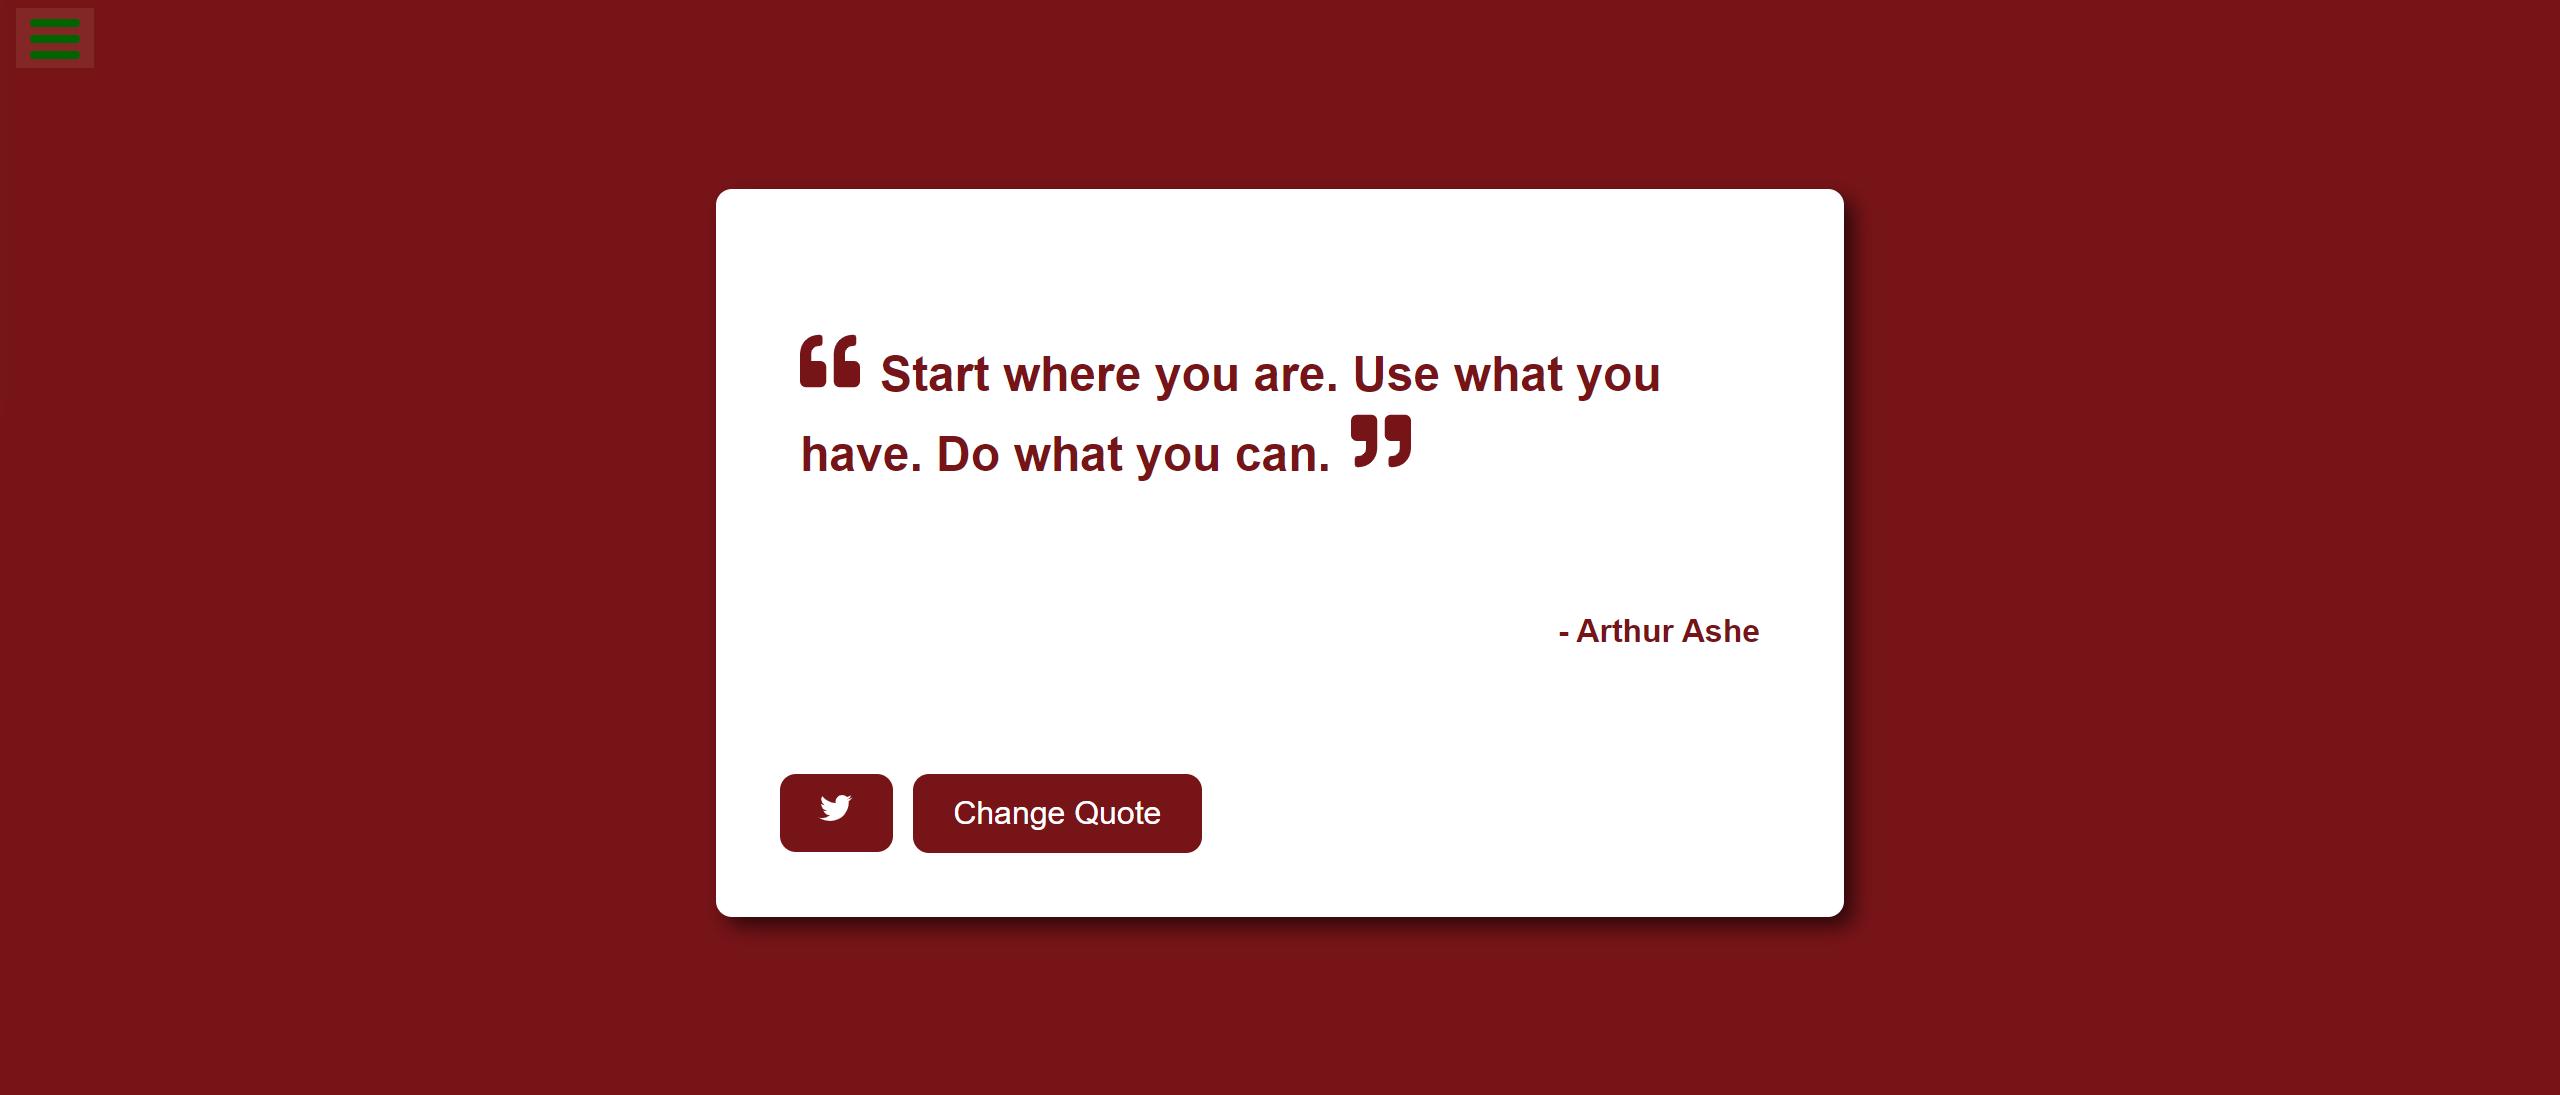 “ Start where you are. Use what you
have. Do what you can. ”
- Arthur Ashe
Change Quote